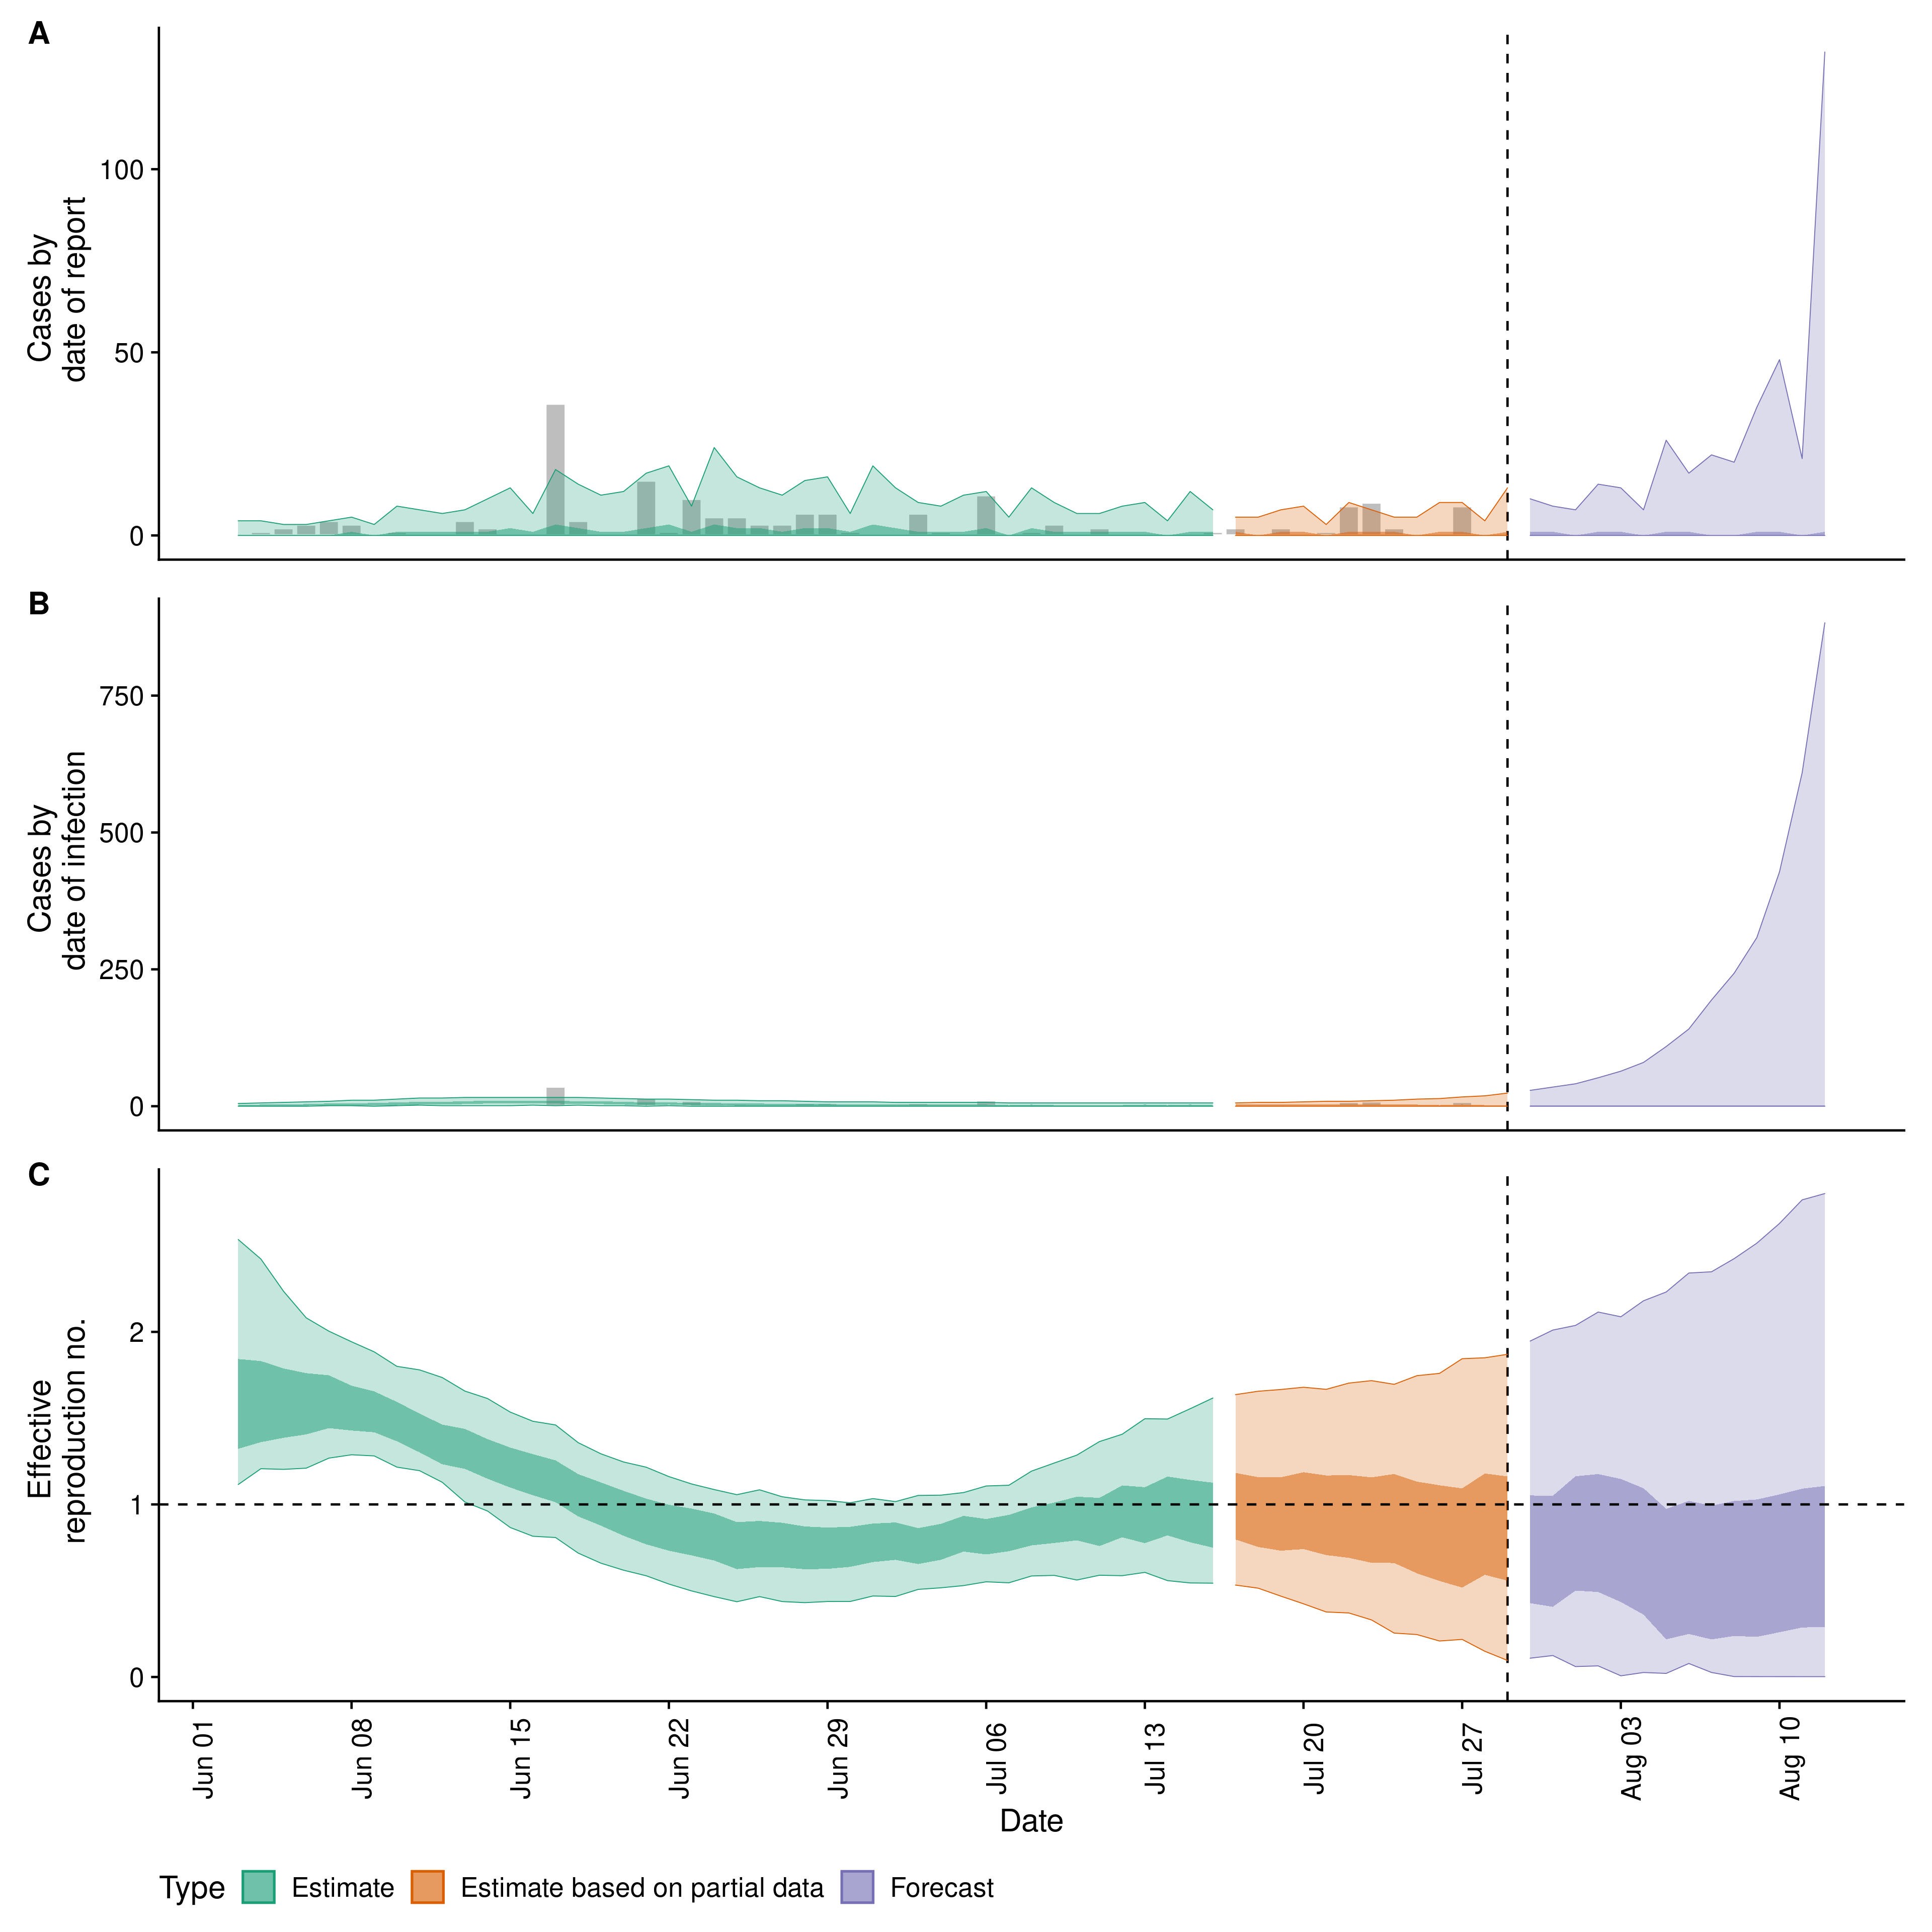 A
Cases by
date of report
100
50
0
B
Cases by
date of infection
750
500
250
0
C
Effective
reproduction no.
2
1
0
Jun 01
Jun 08
Jun 15
Jun 22
Jun 29
Jul 06
Jul 13
Jul 20
Jul 27
Aug 03
Aug 10
Date
Type Estimate Estimate based on partial data Forecast